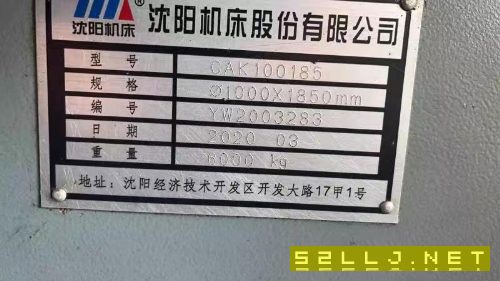 沈阳机床 ® 沈阳机床股份有限公司
型号 CAK100185
规格 Ø1000X1850mm
编号 YW2003283
日期 2020 03
重量 6000 kg
地址：沈阳经济技术开发区开发大路17甲1号
52LLJ.NET